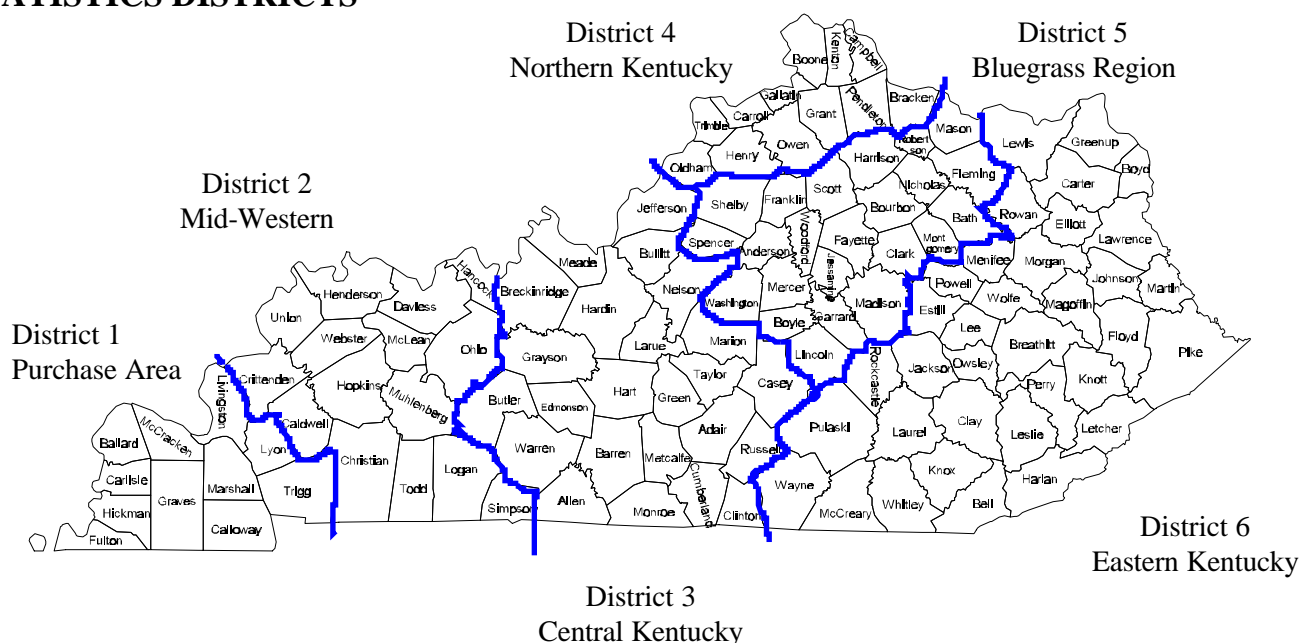 ATISTICS DISTRICTS
District 4
Northern Kentucky
District 5
Bluegrass Region
District 2
Mid-Western
District 1
Purchase Area
District 6
Eastern Kentucky
District 3
Central Kentucky
Boone
Kenton
Campbell
Gallatin
Carroll
Trimble
Grant
Pendleton
Bracken
Owen
Henry
Oldham
Mason
Robert
son
Harrison
Lewis
Greenup
Boyd
Carter
Fleming
Nicholas
Scott
Franklin
Shelby
Jefferson
Bourbon
Bath
Rowan
Elliott
Lawrence
Spencer
Anderson
Woodford
Fayette
Clark
Mont
gomery
Menifee
Morgan
Bullitt
Meade
Hancock
Breckinridge
Nelson
Hardin
Washington
Mercer
Jessamine
Madison
Powell
Estill
Wolfe
Magoffin
Johnson
Martin
Henderson
Daviess
Union
Webster
McLean
Ohio
Grayson
Larue
Marion
Boyle
Garrard
Lincoln
Rockcastle
Lee
Owsley
Jackson
Breathitt
Floyd
Pike
Knott
Perry
Livingston
Crittenden
Hopkins
Muhlenberg
Butler
Edmonson
Hart
Green
Taylor
Casey
Pulaski
Laurel
Clay
Leslie
Letcher
Ballard
McCracken
Caldwell
Lyon
Christian
Warren
Barren
Metcalfe
Adair
Russell
Knox
Harlan
Carlisle
Graves
Marshall
Trigg
Todd
Logan
Simpson
Allen
Monroe
Cumberland
Clinton
Wayne
McCreary
Whitley
Bell
Hickman
Fulton
Calloway